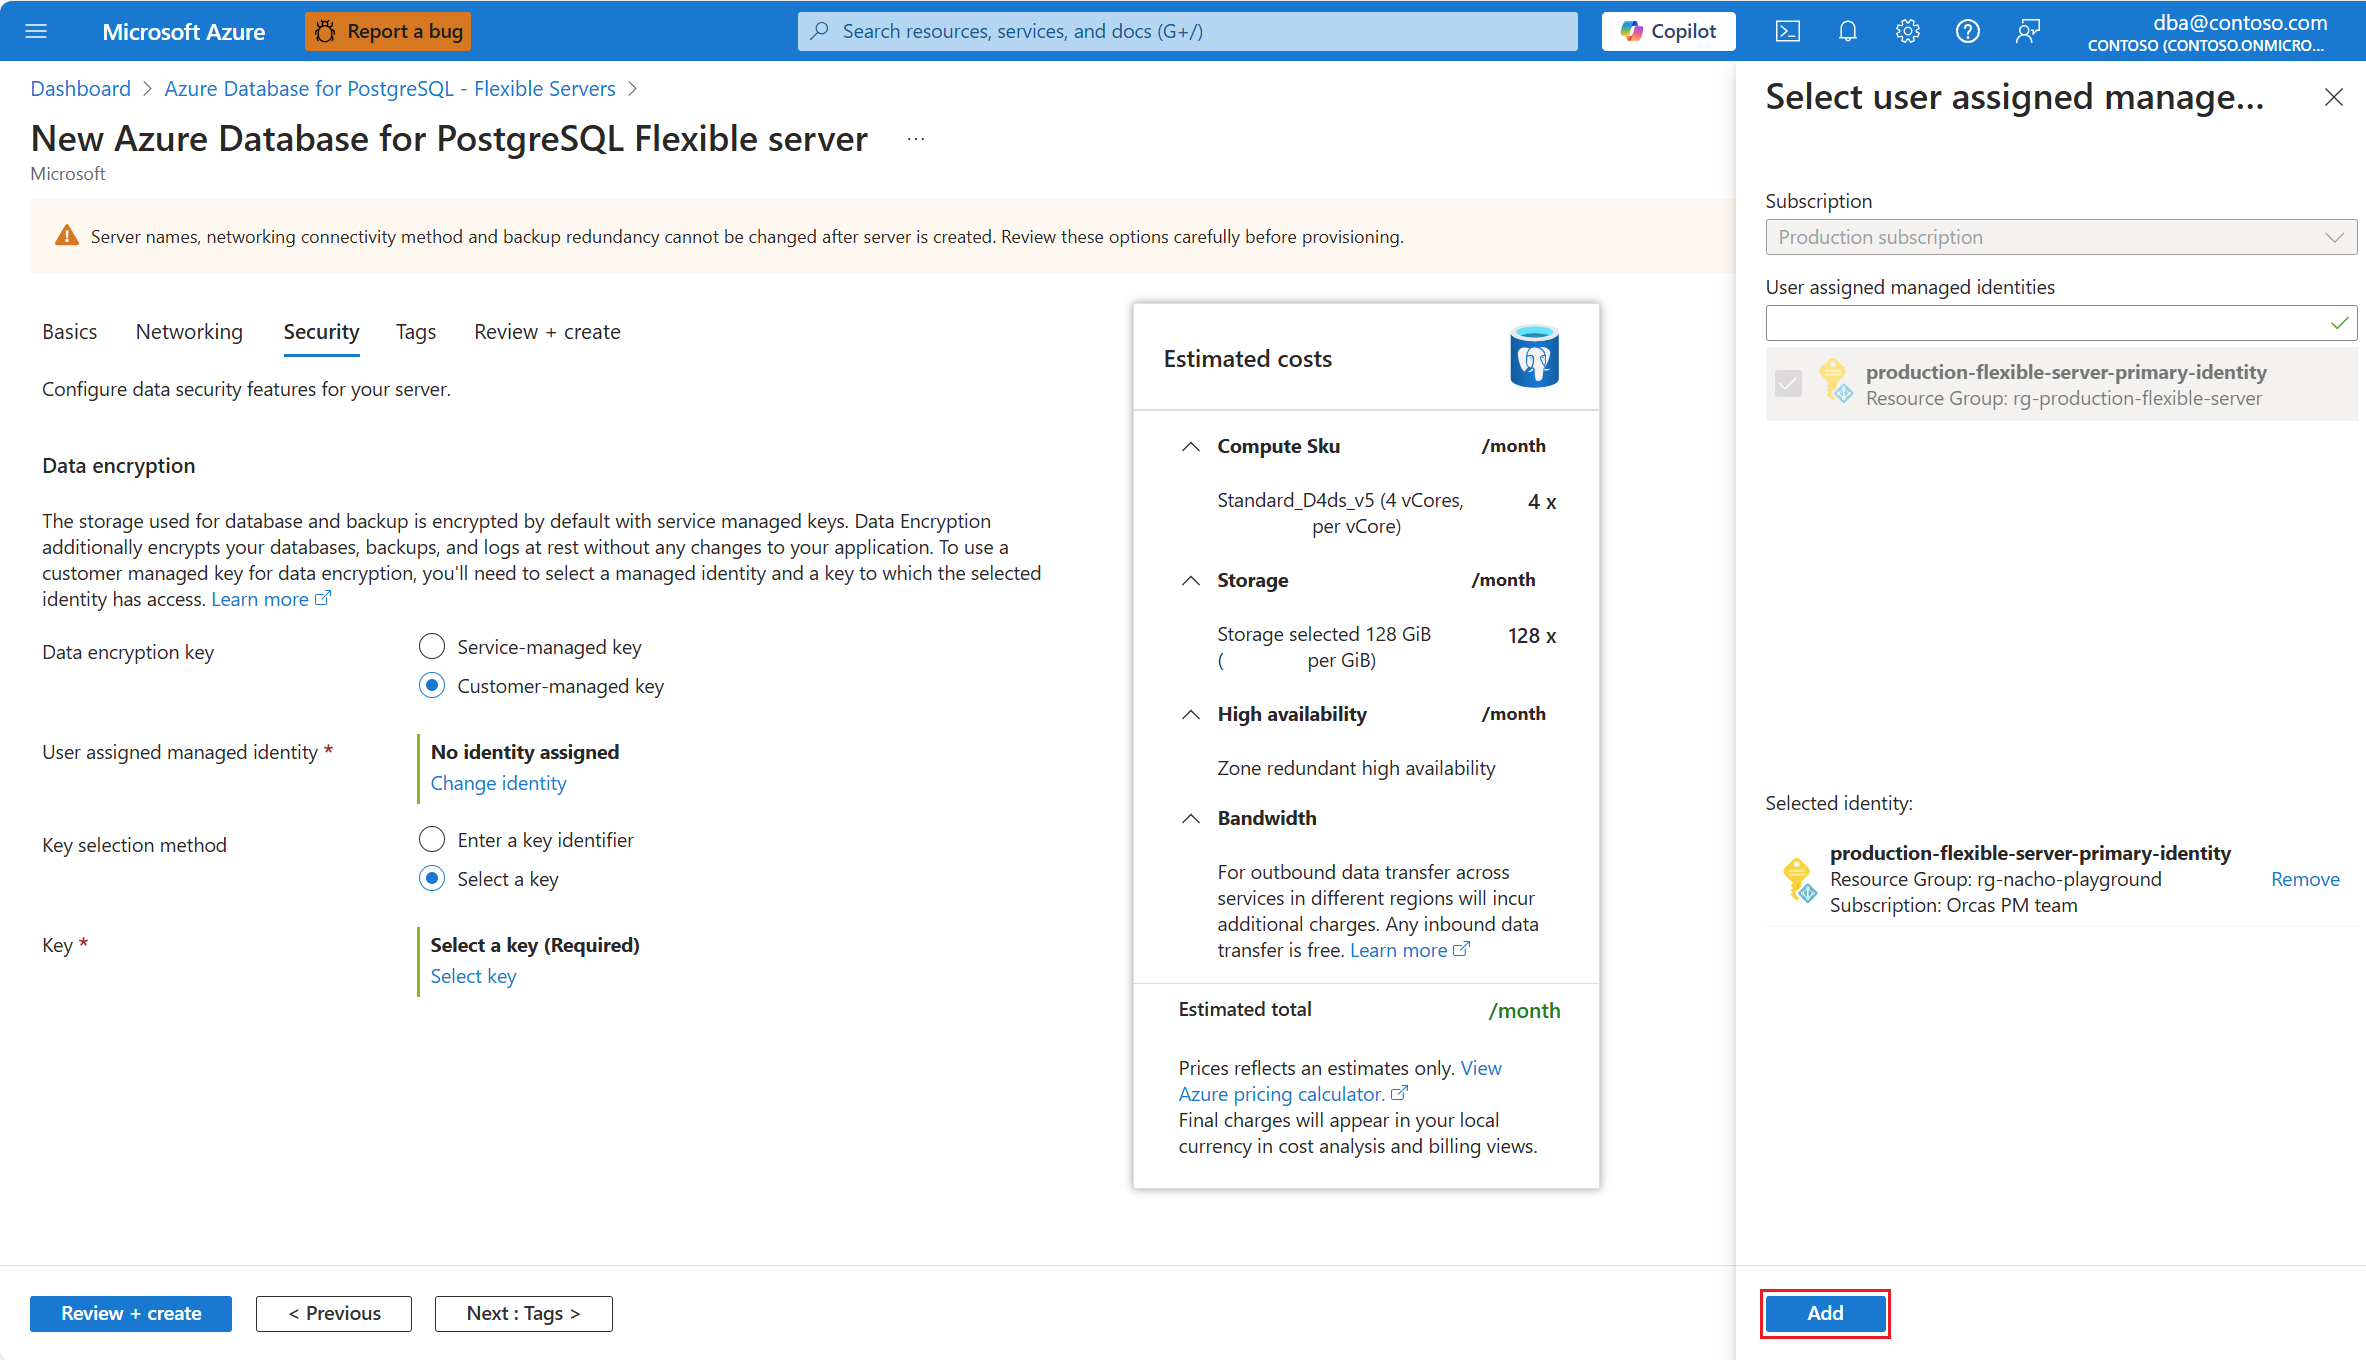 Microsoft Azure
Report a bug
Search resources, services, and docs (G+/)
Copilot
dba@contoso.com
CONTOSO (CONTOSO.ONMICRO...
Dashboard > Azure Database for PostgreSQL - Flexible Servers >
New Azure Database for PostgreSQL Flexible server ...
Microsoft
Server names, networking connectivity method and backup redundancy cannot be changed after server is created. Review these options carefully before provisioning.
Basics
Networking
Security
Tags
Review + create
Configure data security features for your server.
Data encryption
The storage used for database and backup is encrypted by default with service managed keys. Data Encryption
additionally encrypts your databases, backups, and logs at rest without any changes to your application. To use a
customer managed key for data encryption, you'll need to select a managed identity and a key to which the selected
identity has access. Learn more
Data encryption key
Service-managed key
Customer-managed key
User assigned managed identity *
No identity assigned
Change identity
Key selection method
Enter a key identifier
Select a key
Key *
Select a key (Required)
Select key
Estimated costs
Compute Sku /month
Standard_D4ds_v5 (4 vCores, 4 x
per vCore)
Storage /month
Storage selected 128 GiB 128 x
( per GiB)
High availability /month
Zone redundant high availability
Bandwidth
For outbound data transfer across
services in different regions will incur
additional charges. Any inbound data
transfer is free. Learn more
Estimated total /month
Prices reflects an estimates only. View
Azure pricing calculator.
Final charges will appear in your local
currency in cost analysis and billing views.
Review + create
< Previous
Next : Tags >
Select user assigned manage...
Subscription
Production subscription
User assigned managed identities
production-flexible-server-primary-identity
Resource Group: rg-production-flexible-server
Selected identity:
production-flexible-server-primary-identity
Resource Group: rg-nacho-playground
Subscription: Orcas PM team
Remove
Add